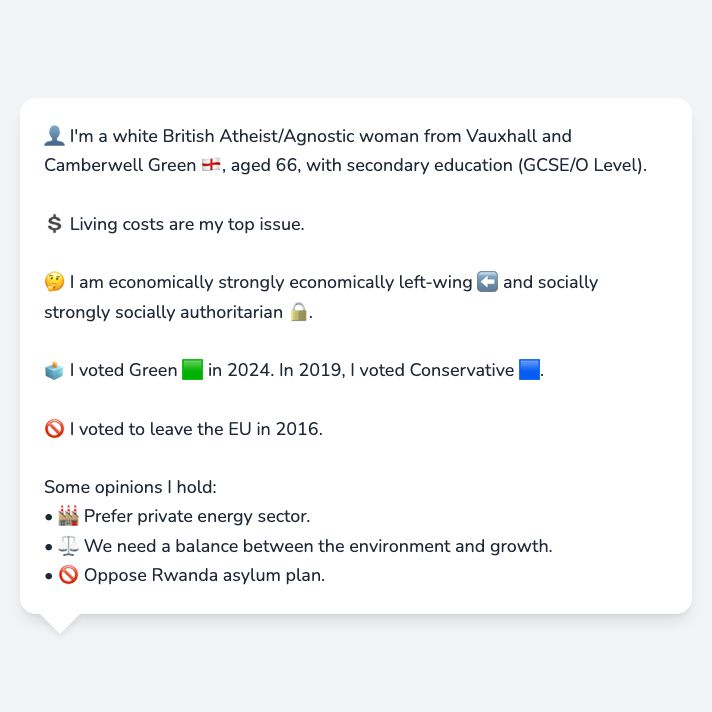 👤 I'm a white British Atheist/Agnostic woman from Vauxhall and
Camberwell Green 🏴󠁧󠁢󠁥󠁮󠁧󠁿, aged 66, with secondary education (GCSE/O Level).
💲 Living costs are my top issue.
🤔 I am economically strongly economically left-wing ⬅️ and socially
strongly socially authoritarian 🔒.
🗳️ I voted Green 🟩 in 2024. In 2019, I voted Conservative 🟦.
🚫 I voted to leave the EU in 2016.
Some opinions I hold:
• 🏭 Prefer private energy sector.
• ⚖️ We need a balance between the environment and growth.
• 🚫 Oppose Rwanda asylum plan.